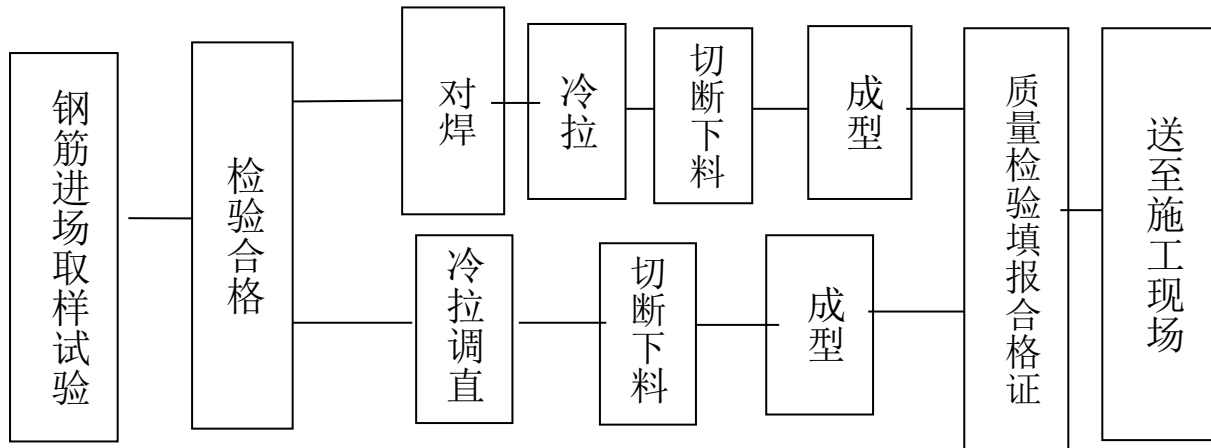 钢筋进场取样试验
检验合格
对焊
冷拉
切断下料
成型
冷拉调直
切断下料
成型
质量检验填报合格证
送至施工现场